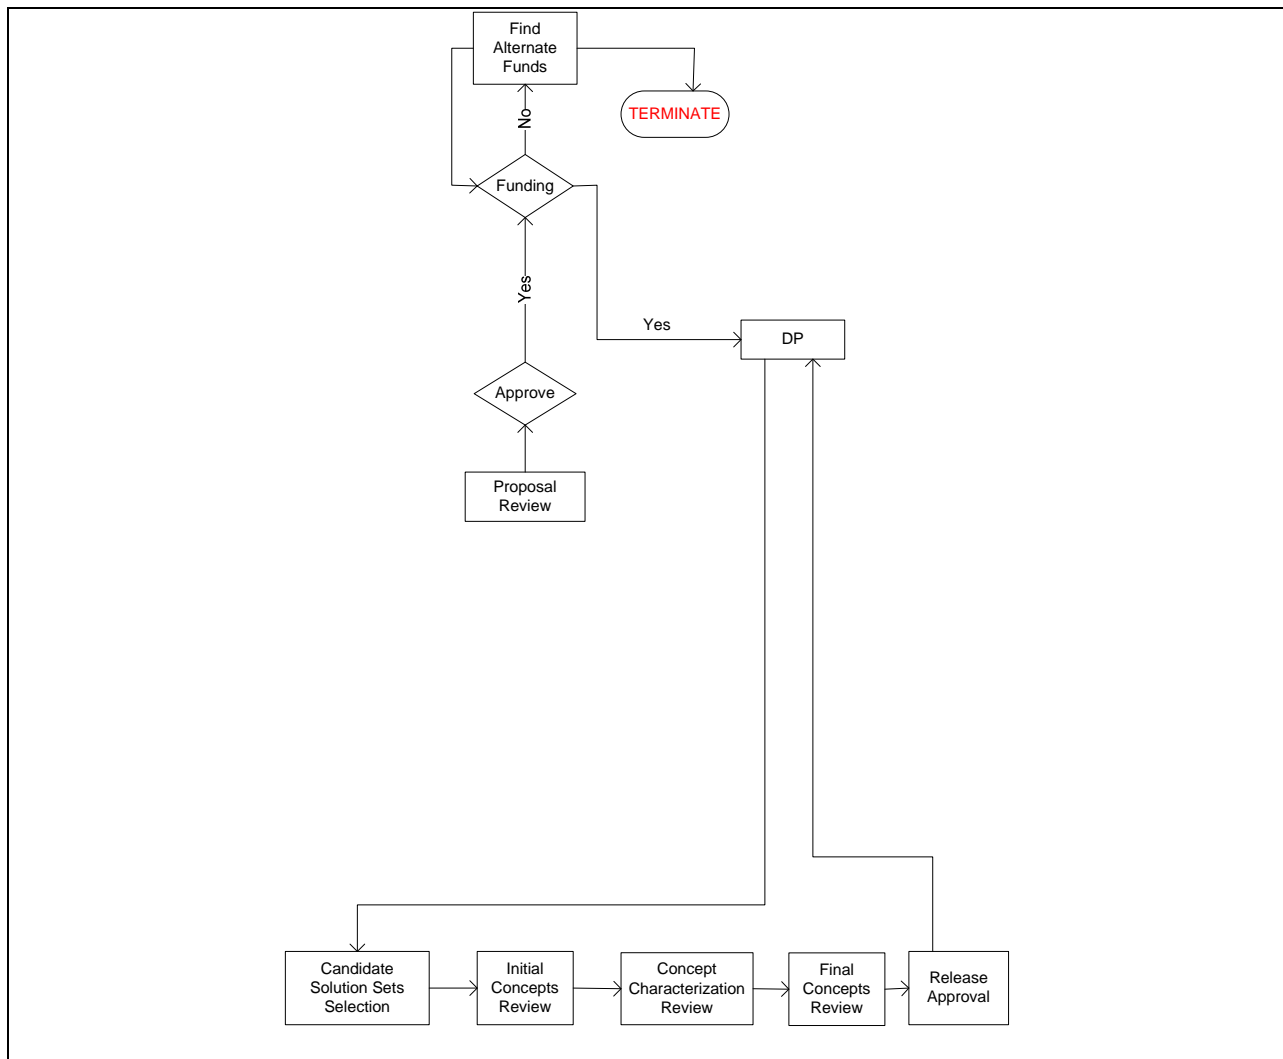 Find
Alternate
Funds
TERMINATE
No
Funding
Yes
Yes
DP
Approve
Proposal
Review
Candidate
Solution Sets
Selection
Initial
Concepts
Review
Concept
Characterization
Review
Final
Concepts
Review
Release
Approval